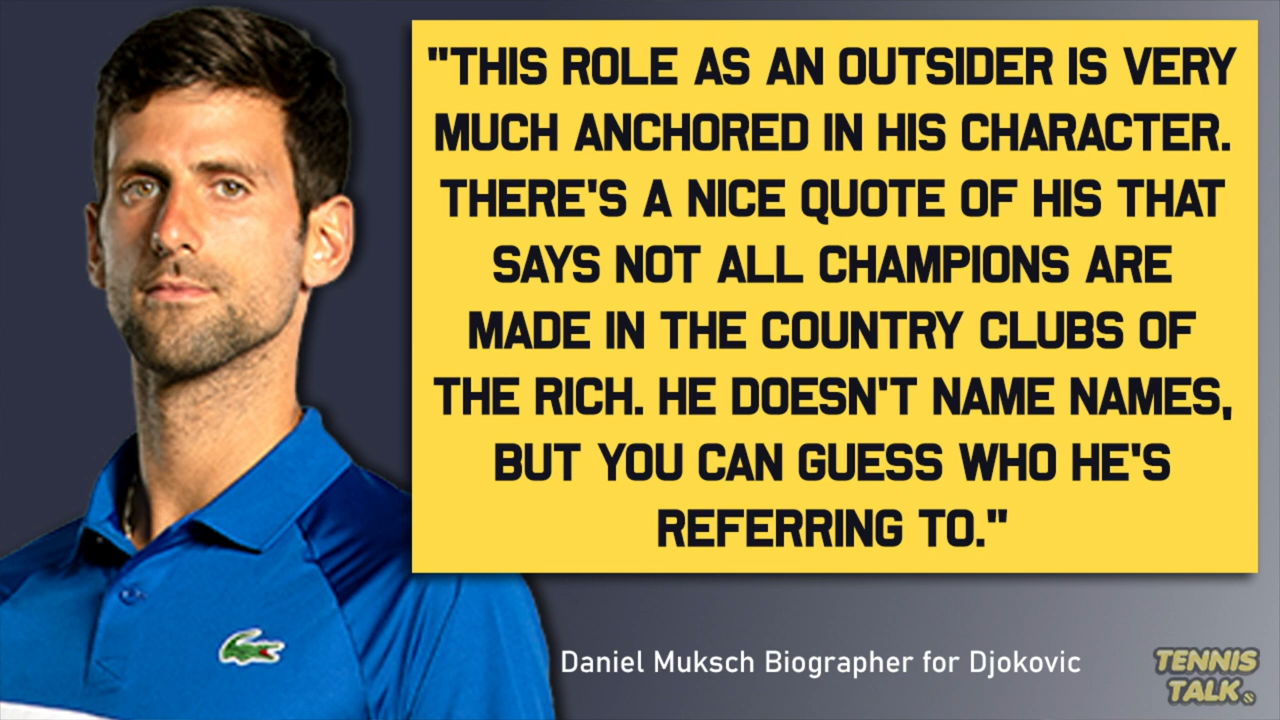 "THIS ROLE AS AN OUTSIDER IS VERY
MUCH ANCHORED IN HIS CHARACTER.
THERE'S A NICE QUOTE OF HIS THAT
SAYS NOT ALL CHAMPIONS ARE
MADE IN THE COUNTRY CLUBS OF
THE RICH. HE DOESN'T NAME NAMES,
BUT YOU CAN GUESS WHO HE'S
REFERRING TO."
Daniel Muksch Biographer for Djokovic
TENNIS
TALK